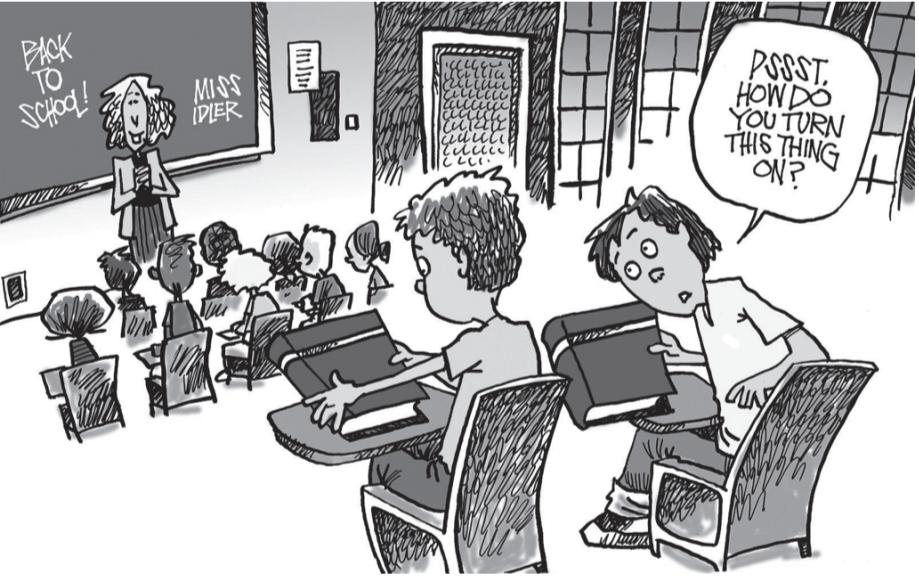 BACK
TO
SCHOOL!
MISS
IDLER
PSSST,
HOW DO
YOU TURN
THIS THING
ON?